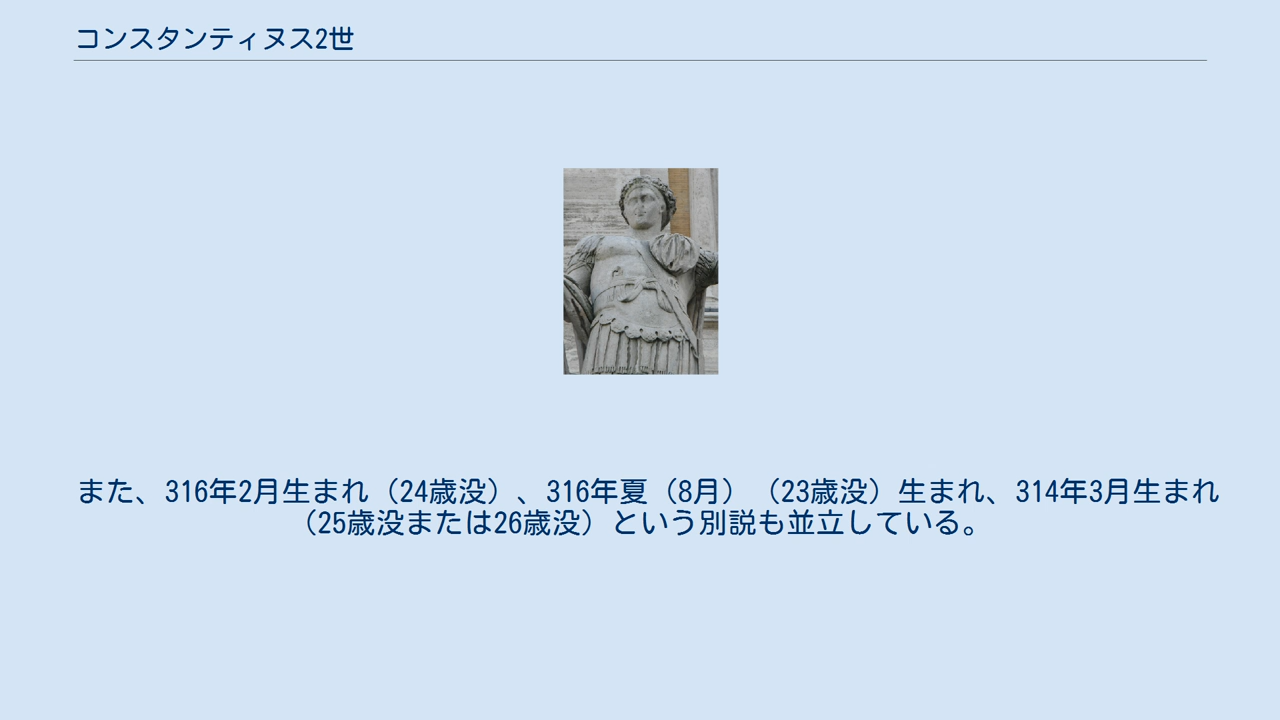 コンスタンティヌス2世
また、316年2月生まれ（24歳没）、316年夏（8月）（23歳没）生まれ、314年3月生まれ
（25歳没または26歳没）という別説も並立している。